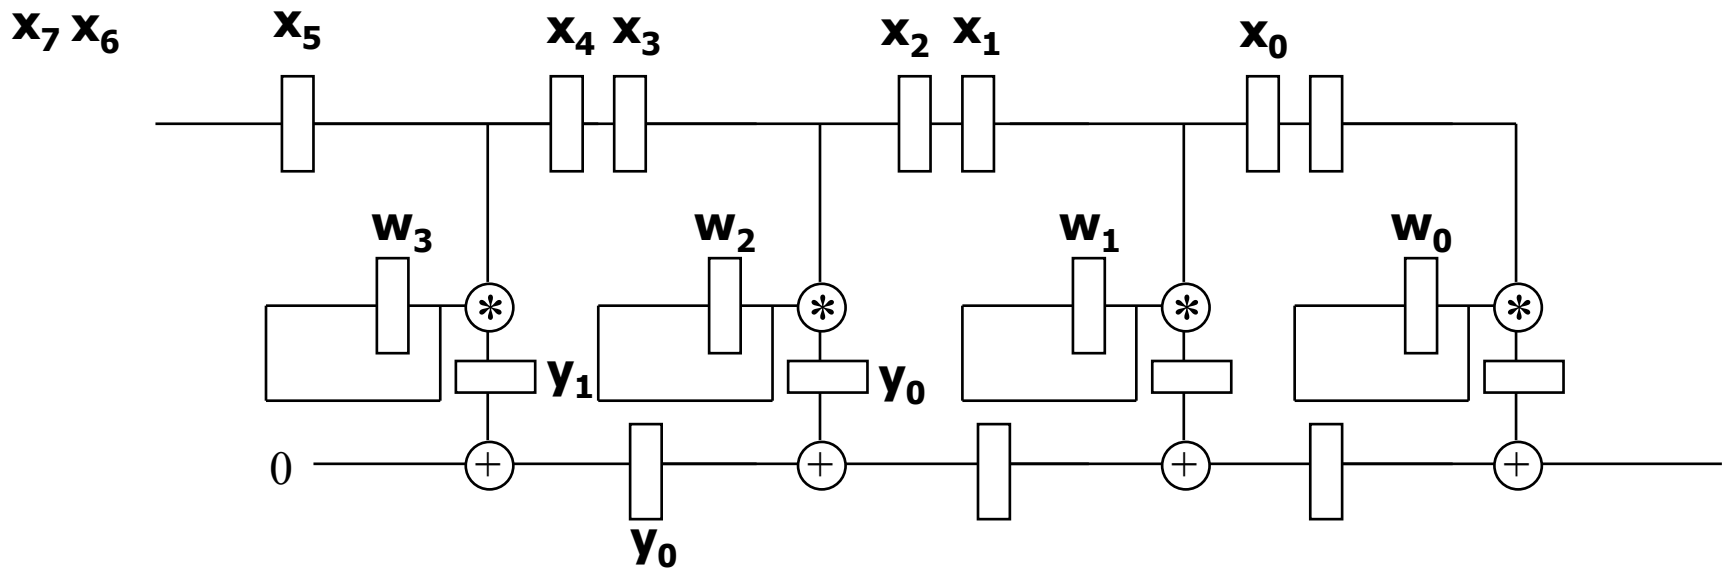 x₇ x₆ x₅ x₄ x₃ x₂ x₁ x₀
w₃ w₂ w₁ w₀
* * * *
y₁ y₀
0 + + + +
y₀